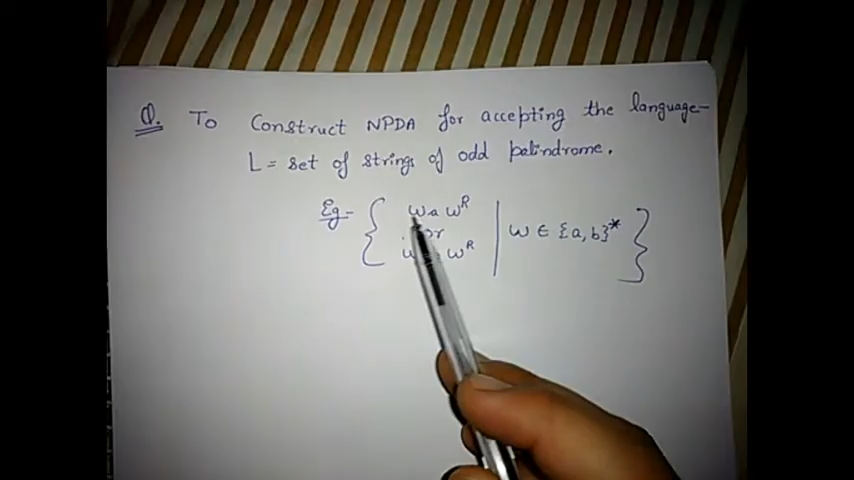 Q. To Construct NPDA for accepting the language-
L = set of strings of odd palindrome.
Eg- { w a w^R | w ∈ {a, b}* }
or
w w^R